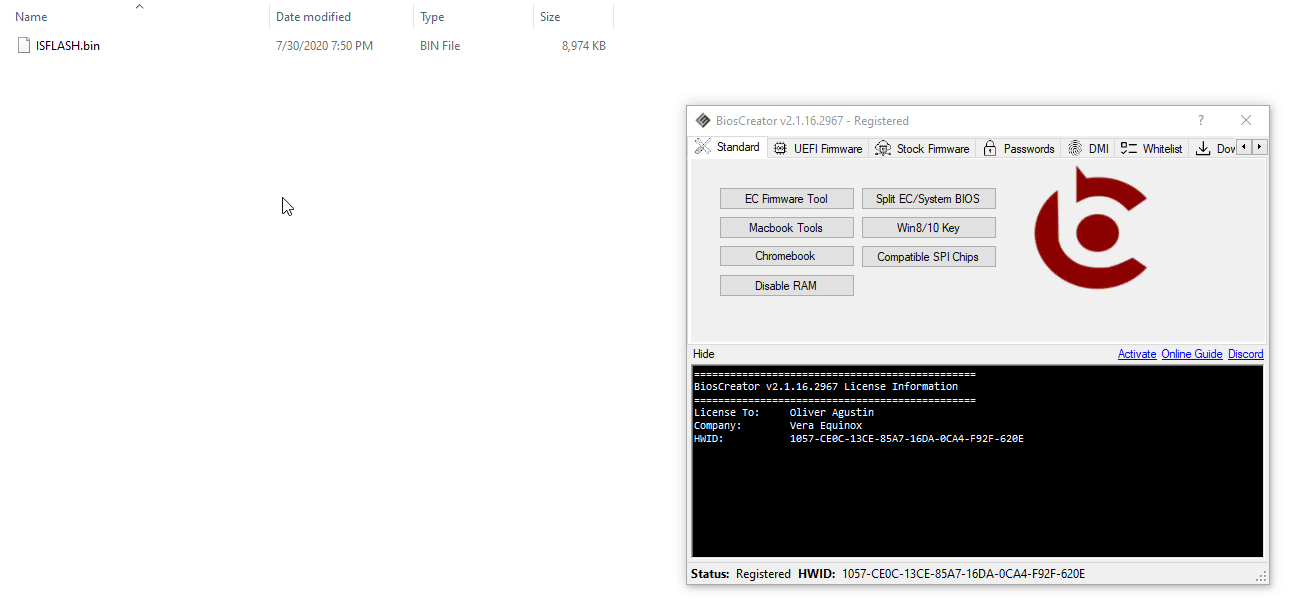 Name Date modified Type Size
ISFLASH.bin 7/30/2020 7:50 PM BIN File 8,974 KB
BiosCreator v2.1.16.2967 - Registered ?
Standard UEFI Firmware Stock Firmware Passwords DMI Whitelist Dow
EC Firmware Tool Split EC/System BIOS
Macbook Tools Win8/10 Key
Chromebook Compatible SPI Chips
Disable RAM
Hide Activate Online Guide Discord
===============================================
BiosCreator v2.1.16.2967 License Information
===============================================
License To: Oliver Agustin
Company: Vera Equinox
HWID: 1057-CE0C-13CE-85A7-16DA-0CA4-F92F-620E
Status: Registered HWID: 1057-CE0C-13CE-85A7-16DA-0CA4-F92F-620E